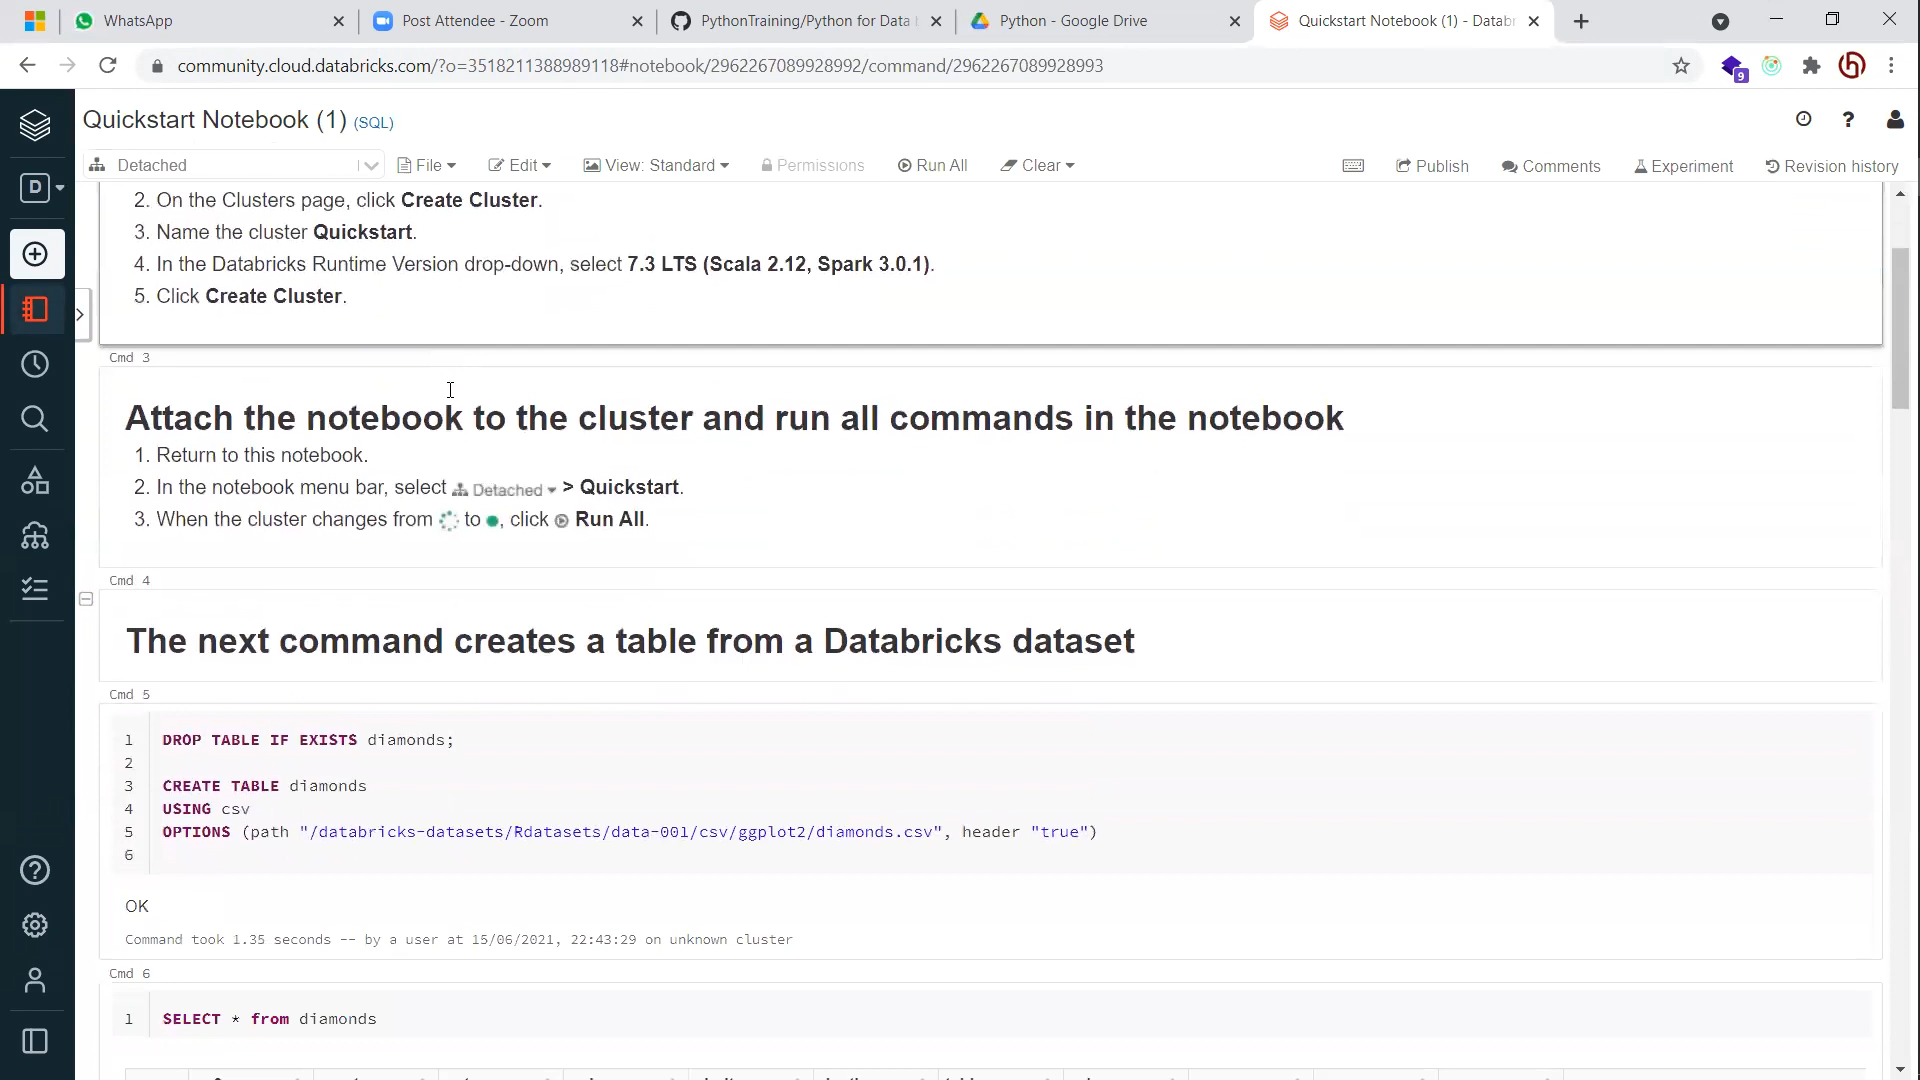 WhatsApp
Post Attendee - Zoom
PythonTraining/Python for Data
Python - Google Drive
Quickstart Notebook (1) - Datab
community.cloud.databricks.com/?o=3518211388989118#notebook/2962267089928992/command/2962267089928993
9
Quickstart Notebook (1) (SQL)
D
Detached
File
Edit
View: Standard
Permissions
Run All
Clear
Publish
Comments
Experiment
Revision history
2. On the Clusters page, click Create Cluster.
3. Name the cluster Quickstart.
4. In the Databricks Runtime Version drop-down, select 7.3 LTS (Scala 2.12, Spark 3.0.1).
5. Click Create Cluster.
Cmd 3
Attach the notebook to the cluster and run all commands in the notebook
1. Return to this notebook.
2. In the notebook menu bar, select Detached > Quickstart.
3. When the cluster changes from to , click Run All.
Cmd 4
The next command creates a table from a Databricks dataset
Cmd 5
1 DROP TABLE IF EXISTS diamonds;
2
3 CREATE TABLE diamonds
4 USING csv
5 OPTIONS (path "/databricks-datasets/Rdatasets/data-001/csv/ggplot2/diamonds.csv", header "true")
6
OK
Command took 1.35 seconds -- by a user at 15/06/2021, 22:43:29 on unknown cluster
Cmd 6
1 SELECT * from diamonds